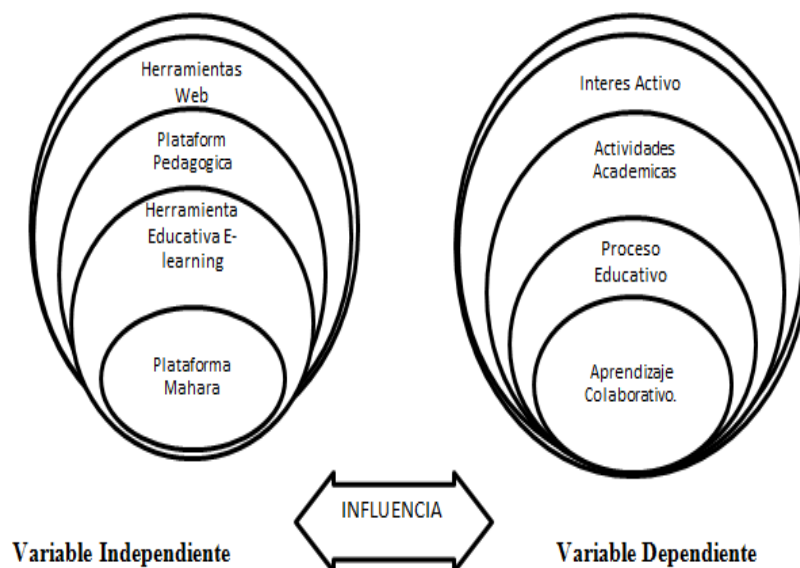 Herramientas
Web
Plataform
Pedagogica
Herramienta
Educativa E-
learning
Plataforma
Mahara
Interes Activo
Actividades
Academicas
Proceso
Educativo
Aprendizaje
Colaborativo.
INFLUENCIA
Variable Independiente
Variable Dependiente